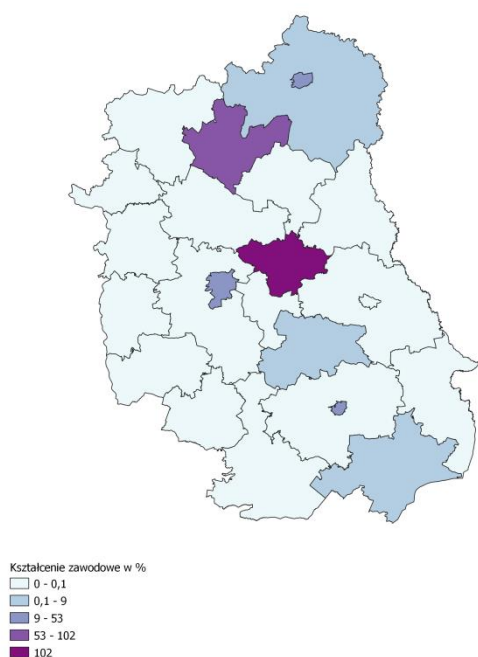 Kształcenie zawodowe w %
0 - 0,1
0,1 - 9
9 - 53
53 - 102
102